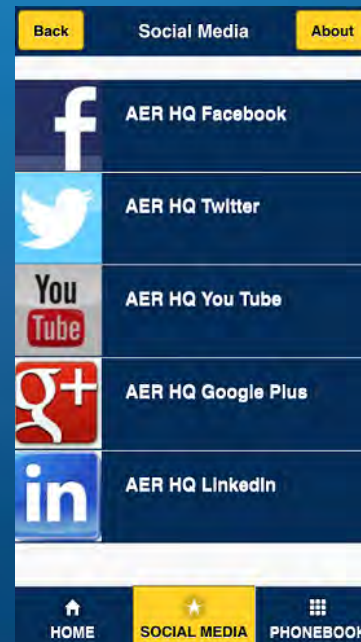 Back Social Media About
f AER HQ Facebook
AER HQ Twitter
You
Tube
AER HQ You Tube
g+ AER HQ Google Plus
in AER HQ LinkedIn
HOME SOCIAL MEDIA PHONEBOOK